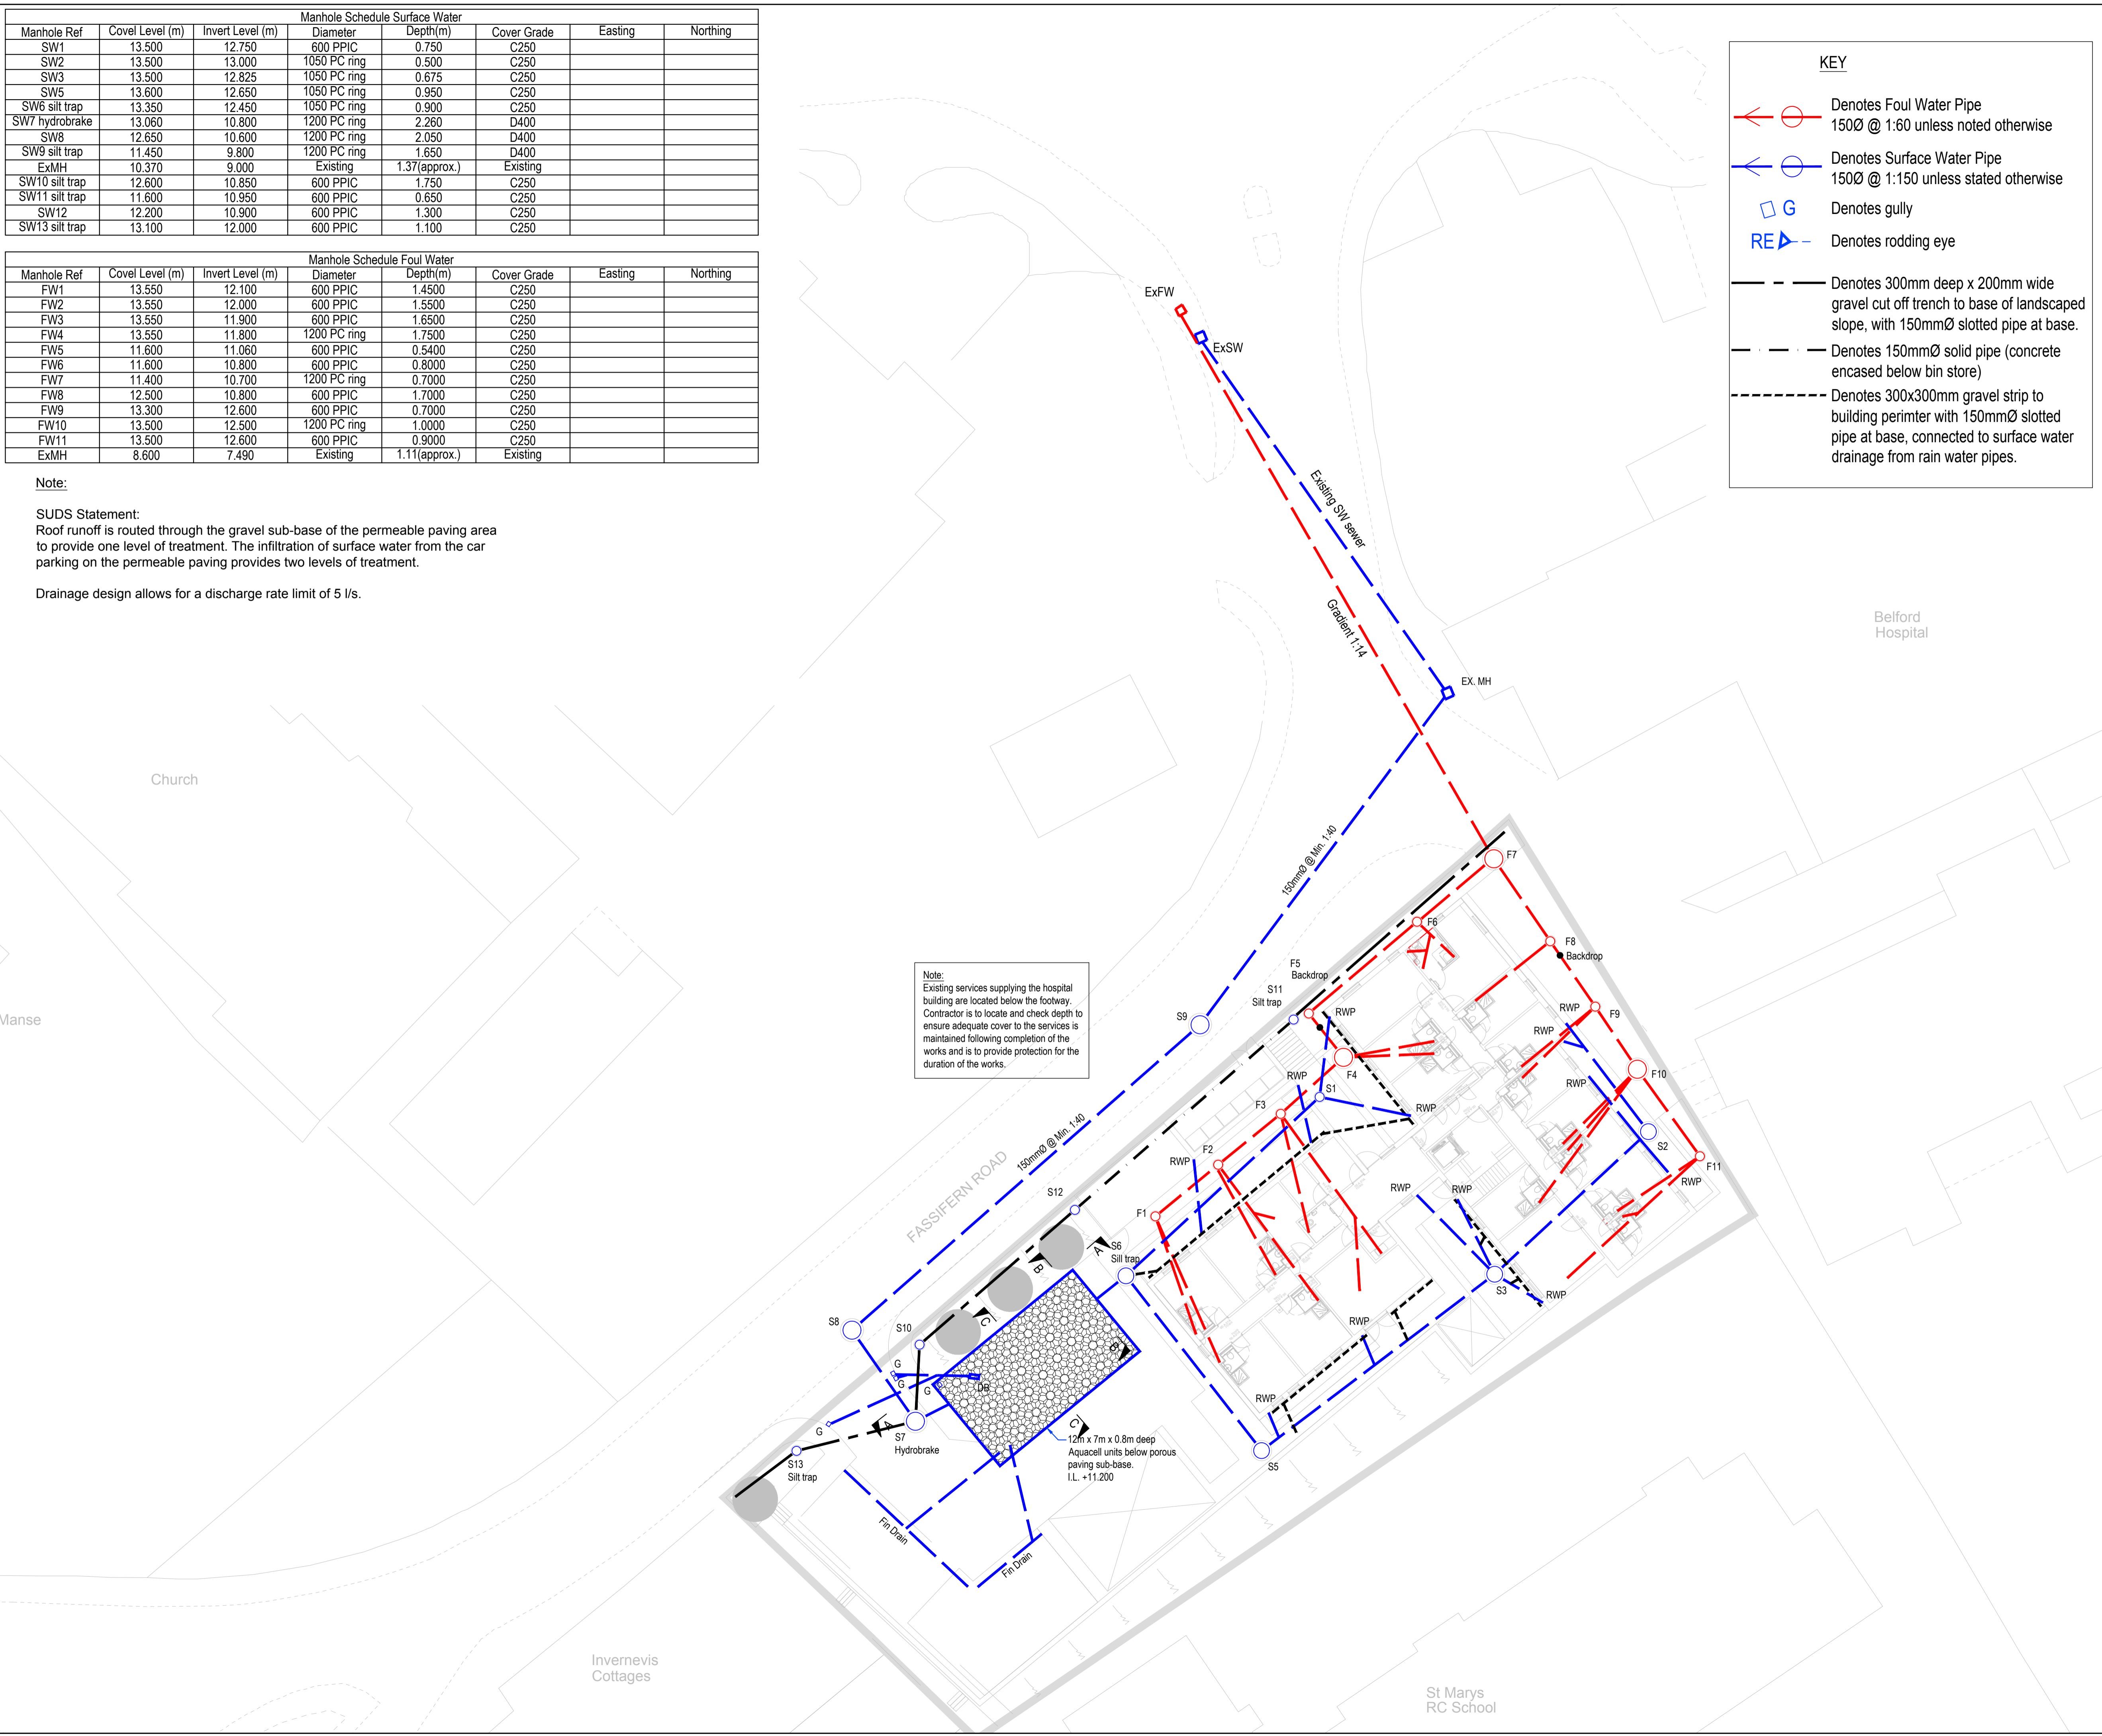 Manhole Schedule Surface Water
Manhole Ref Covel Level (m) Invert Level (m) Diameter Depth(m) Cover Grade Easting Northing
SW1 13.500 12.750 600 PPIC 0.750 C250
SW2 13.500 13.000 1050 PC ring 0.500 C250
SW3 13.500 12.825 1050 PC ring 0.675 C250
SW5 13.600 12.650 1050 PC ring 0.950 C250
SW6 silt trap 13.350 12.450 1050 PC ring 0.900 C250
SW7 hydrobrake 13.060 10.800 1200 PC ring 2.260 D400
SW8 12.650 10.600 1200 PC ring 2.050 D400
SW9 silt trap 11.450 9.800 1200 PC ring 1.650 D400
ExMH 10.370 9.000 Existing 1.37(approx.) Existing
SW10 silt trap 12.600 10.850 600 PPIC 1.750 C250
SW11 silt trap 11.600 10.950 600 PPIC 0.650 C250
SW12 12.200 10.900 600 PPIC 1.300 C250
SW13 silt trap 13.100 12.000 600 PPIC 1.100 C250
Manhole Schedule Foul Water
Manhole Ref Covel Level (m) Invert Level (m) Diameter Depth(m) Cover Grade Easting Northing
FW1 13.550 12.100 600 PPIC 1.4500 C250
FW2 13.550 12.000 600 PPIC 1.5500 C250
FW3 13.550 11.900 600 PPIC 1.6500 C250
FW4 13.550 11.800 1200 PC ring 1.7500 C250
FW5 11.600 11.060 600 PPIC 0.5400 C250
FW6 11.600 10.800 600 PPIC 0.8000 C250
FW7 11.400 10.700 1200 PC ring 0.7000 C250
FW8 12.500 10.800 600 PPIC 1.7000 C250
FW9 13.300 12.600 600 PPIC 0.7000 C250
FW10 13.500 12.500 1200 PC ring 1.0000 C250
FW11 13.500 12.600 600 PPIC 0.9000 C250
ExMH 8.600 7.490 Existing 1.11(approx.) Existing
Note:
SUDS Statement:
Roof runoff is routed through the gravel sub-base of the permeable paving area
to provide one level of treatment. The infiltration of surface water from the car
parking on the permeable paving provides two levels of treatment.
Drainage design allows for a discharge rate limit of 5 l/s.
KEY
Denotes Foul Water Pipe
150Ø @ 1:60 unless noted otherwise
Denotes Surface Water Pipe
150Ø @ 1:150 unless stated otherwise
G Denotes gully
RE Denotes rodding eye
Denotes 300mm deep x 200mm wide
gravel cut off trench to base of landscaped
slope, with 150mmØ slotted pipe at base.
Denotes 150mmØ solid pipe (concrete
encased below bin store)
Denotes 300x300mm gravel strip to
building perimter with 150mmØ slotted
pipe at base, connected to surface water
drainage from rain water pipes.
ExFW
ExSW
Existing SW sewer
Gradient 1:14
Belford
Hospital
EX. MH
Church
Manse
150mmØ @ Min. 1:40
F7
F6
F8
Backdrop
F5
Backdrop
S11
Silt trap
Note:
Existing services supplying the hospital
building are located below the footway.
Contractor is to locate and check depth to
ensure adequate cover to the services is
maintained following completion of the
works and is to provide protection for the
duration of the works.
S9
RWP
RWP
F9
RWP
F4
RWP
F10
RWP
S1
F3
RWP
S2
150mmØ @ Min. 1:40
F2
RWP
F11
RWP
FASSIFERN ROAD
S12
RWP
RWP
F1
A
S6
Silt trap
B
S3
RWP
S8
S10
C
RWP
B
G
G
G
DB
RWP
G
A
C
S7
Hydrobrake
12m x 7m x 0.8m deep
Aquacell units below porous
paving sub-base.
I.L. +11.200
S5
S13
Silt trap
Fin Drain
Fin Drain
Invernevis
Cottages
St Marys
RC School